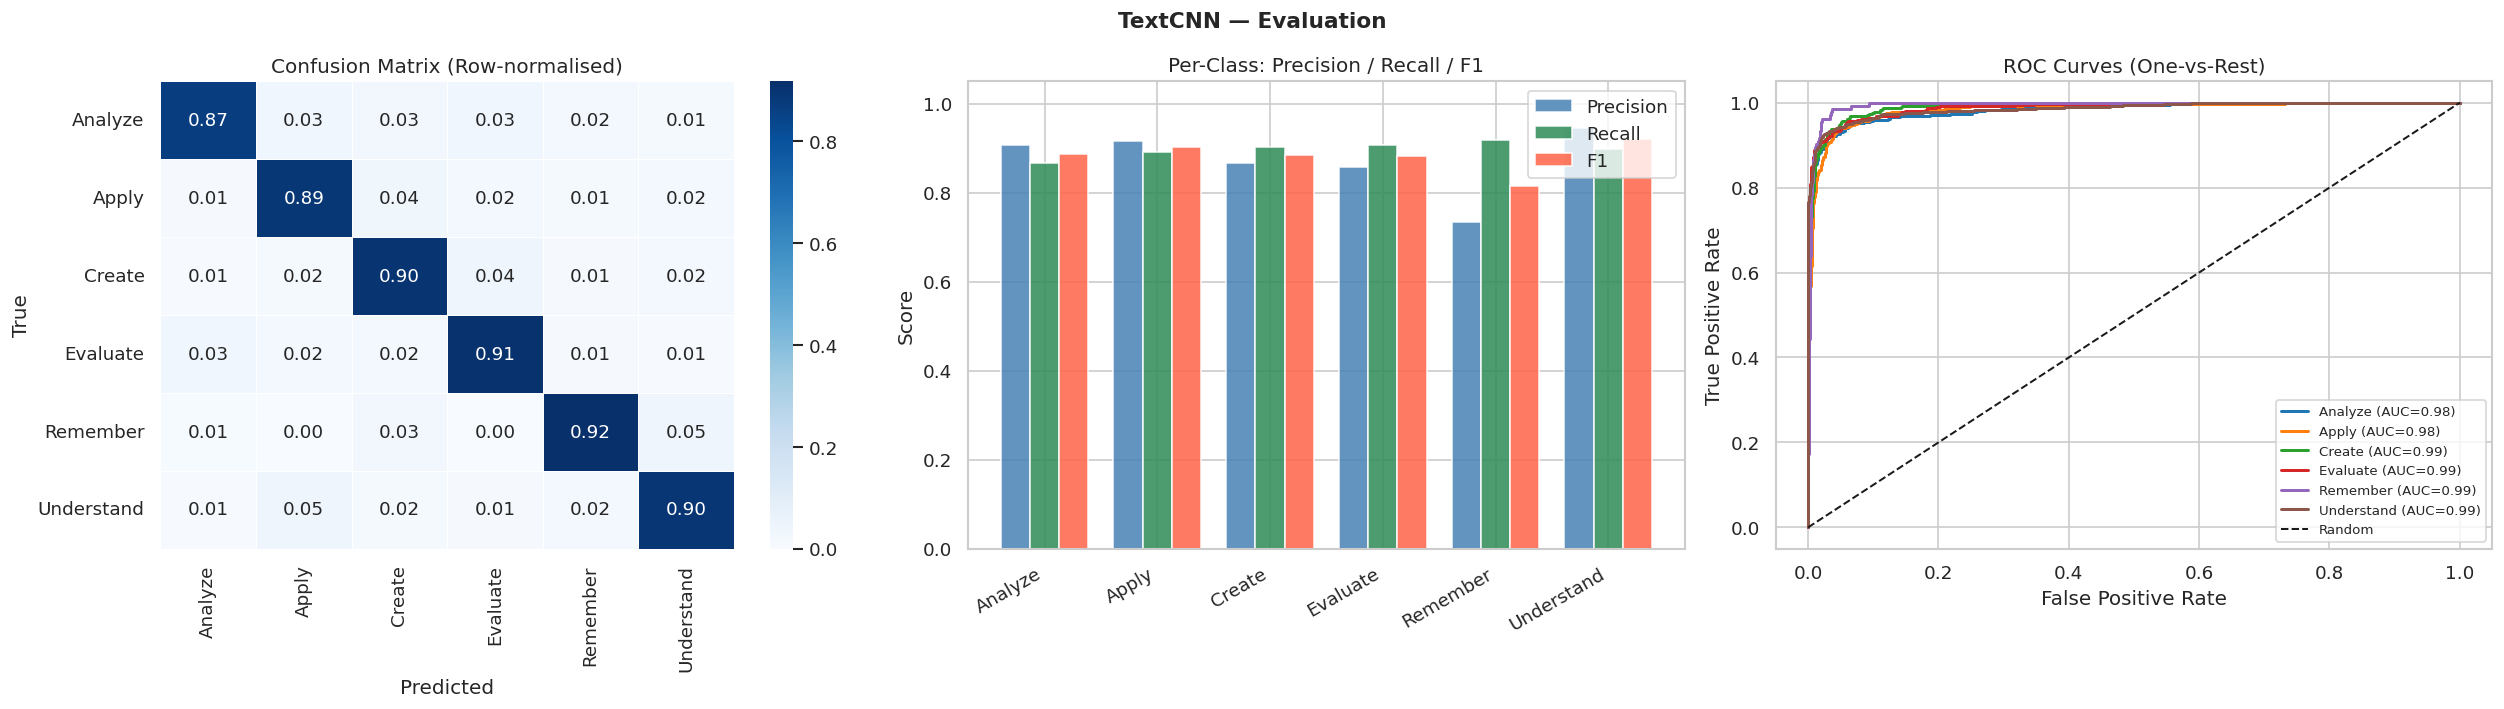 TextCNN — Evaluation
Confusion Matrix (Row-normalised)
True
Analyze 0.87 0.03 0.03 0.03 0.02 0.01
Apply 0.01 0.89 0.04 0.02 0.01 0.02
Create 0.01 0.02 0.90 0.04 0.01 0.02
Evaluate 0.03 0.02 0.02 0.91 0.01 0.01
Remember 0.01 0.00 0.03 0.00 0.92 0.05
Understand 0.01 0.05 0.02 0.01 0.02 0.90
Analyze Apply Create Evaluate Remember Understand
Predicted
0.8
0.6
0.4
0.2
0.0
Per-Class: Precision / Recall / F1
Score
1.0
0.8
0.6
0.4
0.2
0.0
Precision
Recall
F1
Analyze Apply Create Evaluate Remember Understand
ROC Curves (One-vs-Rest)
True Positive Rate
1.0
0.8
0.6
0.4
0.2
0.0
Analyze (AUC=0.98)
Apply (AUC=0.98)
Create (AUC=0.99)
Evaluate (AUC=0.99)
Remember (AUC=0.99)
Understand (AUC=0.99)
Random
0.0 0.2 0.4 0.6 0.8 1.0
False Positive Rate